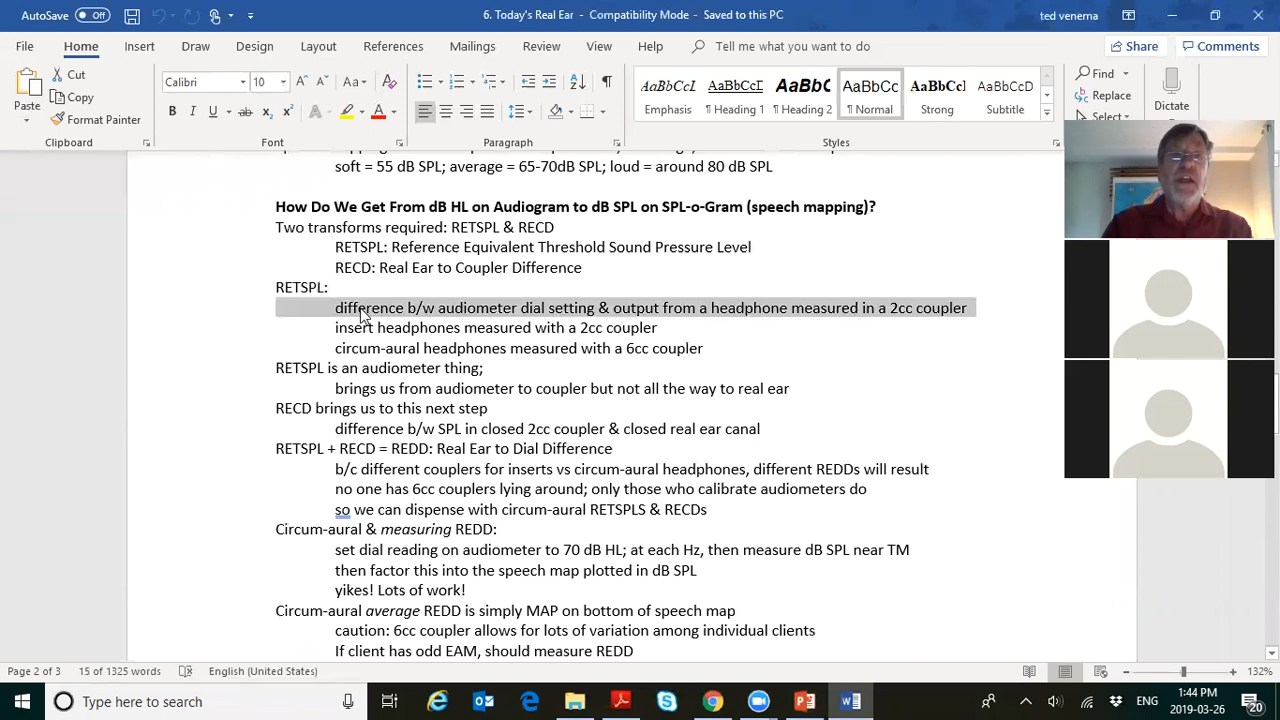 AutoSave Off
6. Today's Real Ear - Compatibility Mode - Saved to this PC
ted venema
File Home Insert Draw Design Layout References Mailings Review View Help Tell me what you want to do Share Comments
Paste
Cut
Copy
Format Painter
Clipboard
Calibri 10
Font
Paragraph
AaBbCcI AaBbCcI AaBbC AaBbCc AaBbCc AaBbCcD
Emphasis ¶ Heading 1 ¶ Heading 2 ¶ Normal Strong Subtitle
Styles
Find
Replace
Select
Dictate
soft = 55 dB SPL; average = 65-70dB SPL; loud = around 80 dB SPL
How Do We Get From dB HL on Audiogram to dB SPL on SPL-o-Gram (speech mapping)?
Two transforms required: RETSPL & RECD
RETSPL: Reference Equivalent Threshold Sound Pressure Level
RECD: Real Ear to Coupler Difference
RETSPL:
difference b/w audiometer dial setting & output from a headphone measured in a 2cc coupler
insert headphones measured with a 2cc coupler
circum-aural headphones measured with a 6cc coupler
RETSPL is an audiometer thing;
brings us from audiometer to coupler but not all the way to real ear
RECD brings us to this next step
difference b/w SPL in closed 2cc coupler & closed real ear canal
RETSPL + RECD = REDD: Real Ear to Dial Difference
b/c different couplers for inserts vs circum-aural headphones, different REDDs will result
no one has 6cc couplers lying around; only those who calibrate audiometers do
so we can dispense with circum-aural RETSPLS & RECDs
Circum-aural & measuring REDD:
set dial reading on audiometer to 70 dB HL; at each Hz, then measure dB SPL near TM
then factor this into the speech map plotted in dB SPL
yikes! Lots of work!
Circum-aural average REDD is simply MAP on bottom of speech map
caution: 6cc coupler allows for lots of variation among individual clients
If client has odd EAM, should measure REDD
Page 2 of 3 15 of 1325 words English (United States) 132%
Type here to search
ENG
1:44 PM
2019-03-26
20